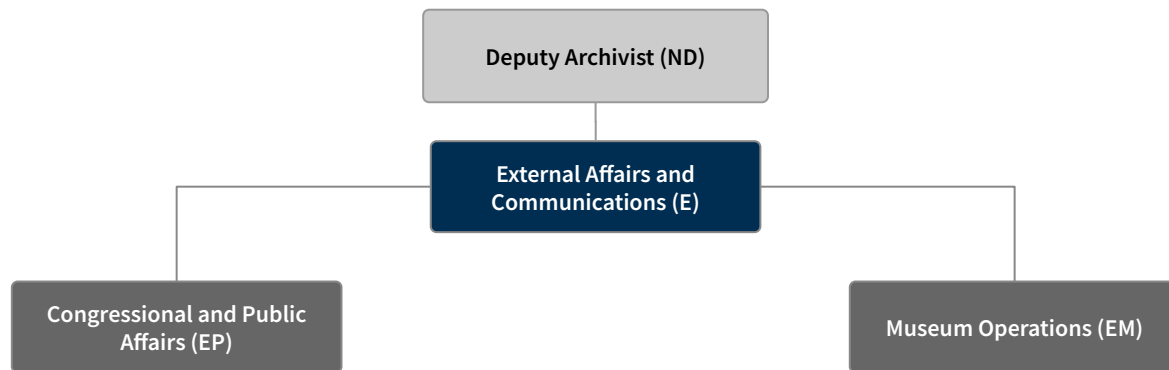 Deputy Archivist (ND)
External Affairs and
Communications (E)
Congressional and Public
Affairs (EP)
Museum Operations (EM)